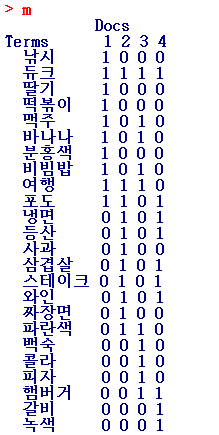 > m
Docs
Terms 1 2 3 4
낚시 1 0 0 0
듀크 1 1 1 1
딸기 1 0 0 0
떡볶이 1 0 0 0
맥주 1 0 1 0
바나나 1 0 1 0
분홍색 1 0 0 0
비빔밥 1 0 1 0
여행 1 1 1 0
포도 1 1 0 1
냉면 0 1 0 1
등산 0 1 0 1
사과 0 1 0 0
삼겹살 0 1 0 1
스테이크 0 1 0 1
와인 0 1 0 1
짜장면 0 1 0 0
파란색 0 1 1 0
백숙 0 0 1 0
콜라 0 0 1 0
피자 0 0 1 0
햄버거 0 0 1 1
갈비 0 0 0 1
녹색 0 0 0 1